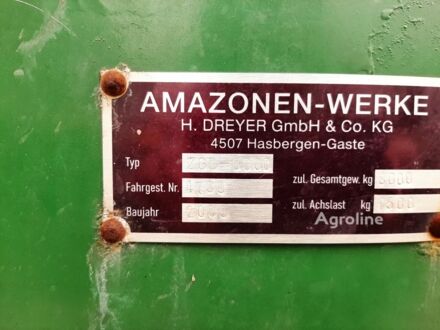 AMAZONEN-WERKE
H. DREYER GmbH & Co. KG
4507 Hasbergen-Gaste
Typ
zul. Gesamtgew. kg
Fahrgest. Nr.
zul. Achslast kg
Baujahr
Agroline